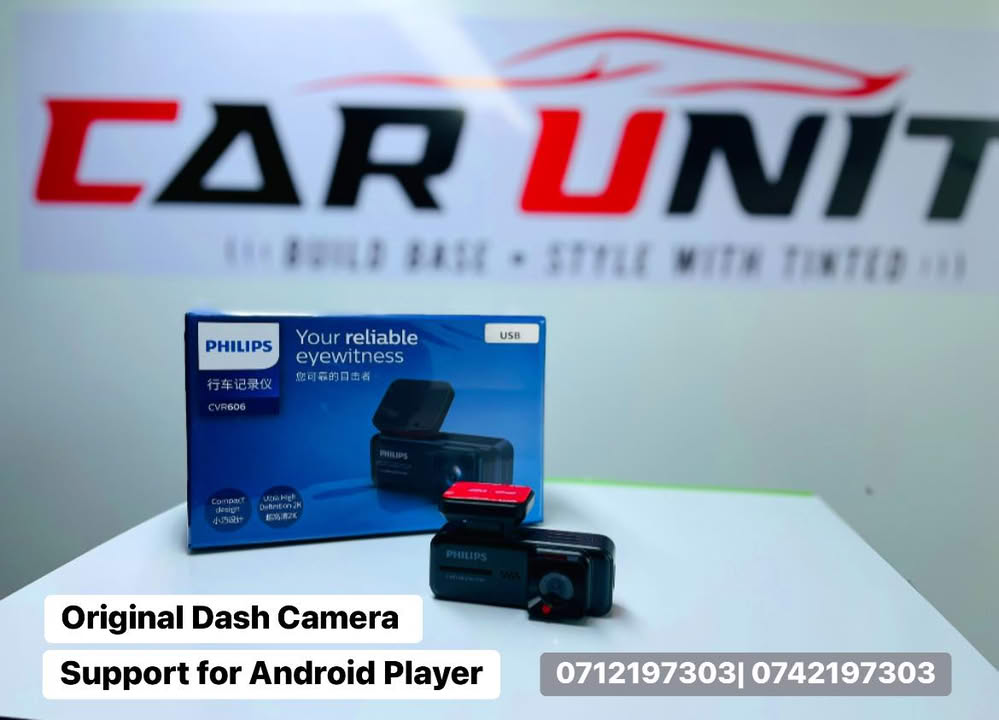 CAR UNIT
BUILD BASE • STYLE WITH TINTED
PHILIPS
行车记录仪
CVR606
Your reliable
eyewitness
您可靠的目击者
USB
PHILIPS
Compact
design
小巧设计
Ultra High
Definition 2K
超高清2K
PHILIPS
Original Dash Camera
Support for Android Player
0712197303| 0742197303